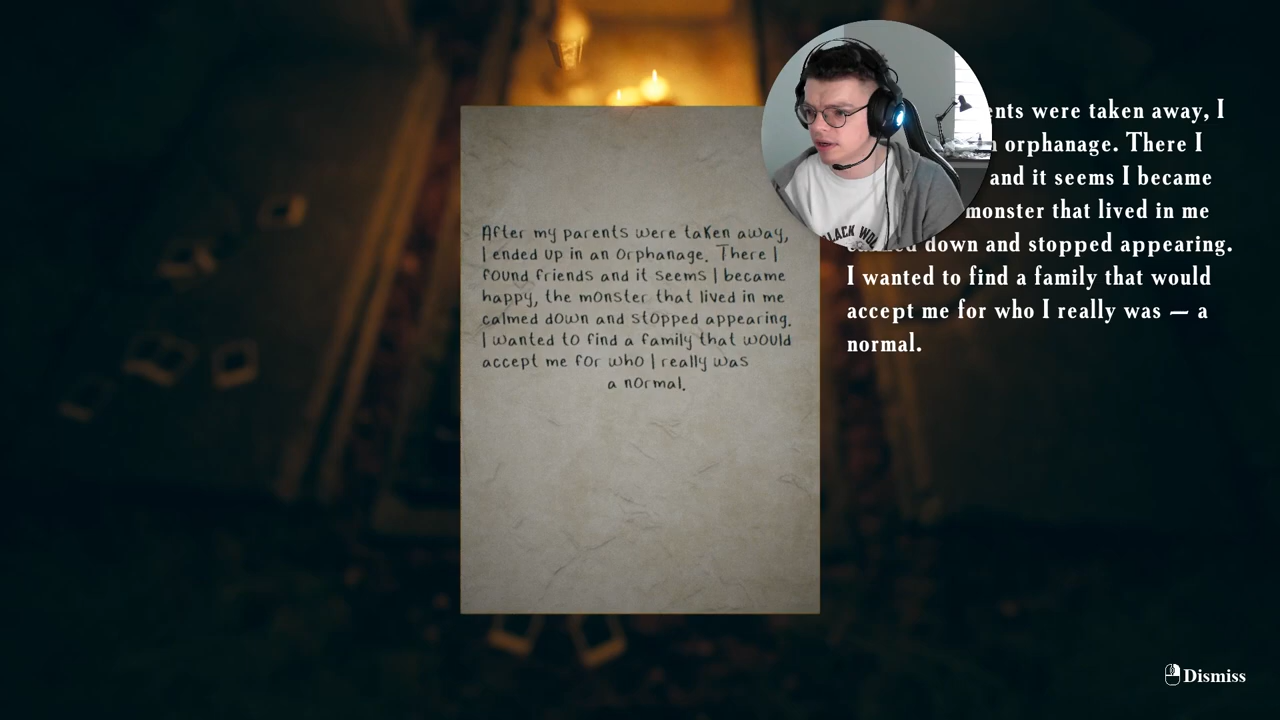 After my parents were taken away,
I ended up in an Orphanage. There I
found friends and it seems I became
happy, the monster that lived in me
calmed down and stopped appearing.
I wanted to find a family that would
accept me for who I really was
a normal.
were taken away, I
orphanage. There I
and it seems I became
monster that lived in me
down and stopped appearing.
I wanted to find a family that would
accept me for who I really was — a
normal.
BLACK
Dismiss